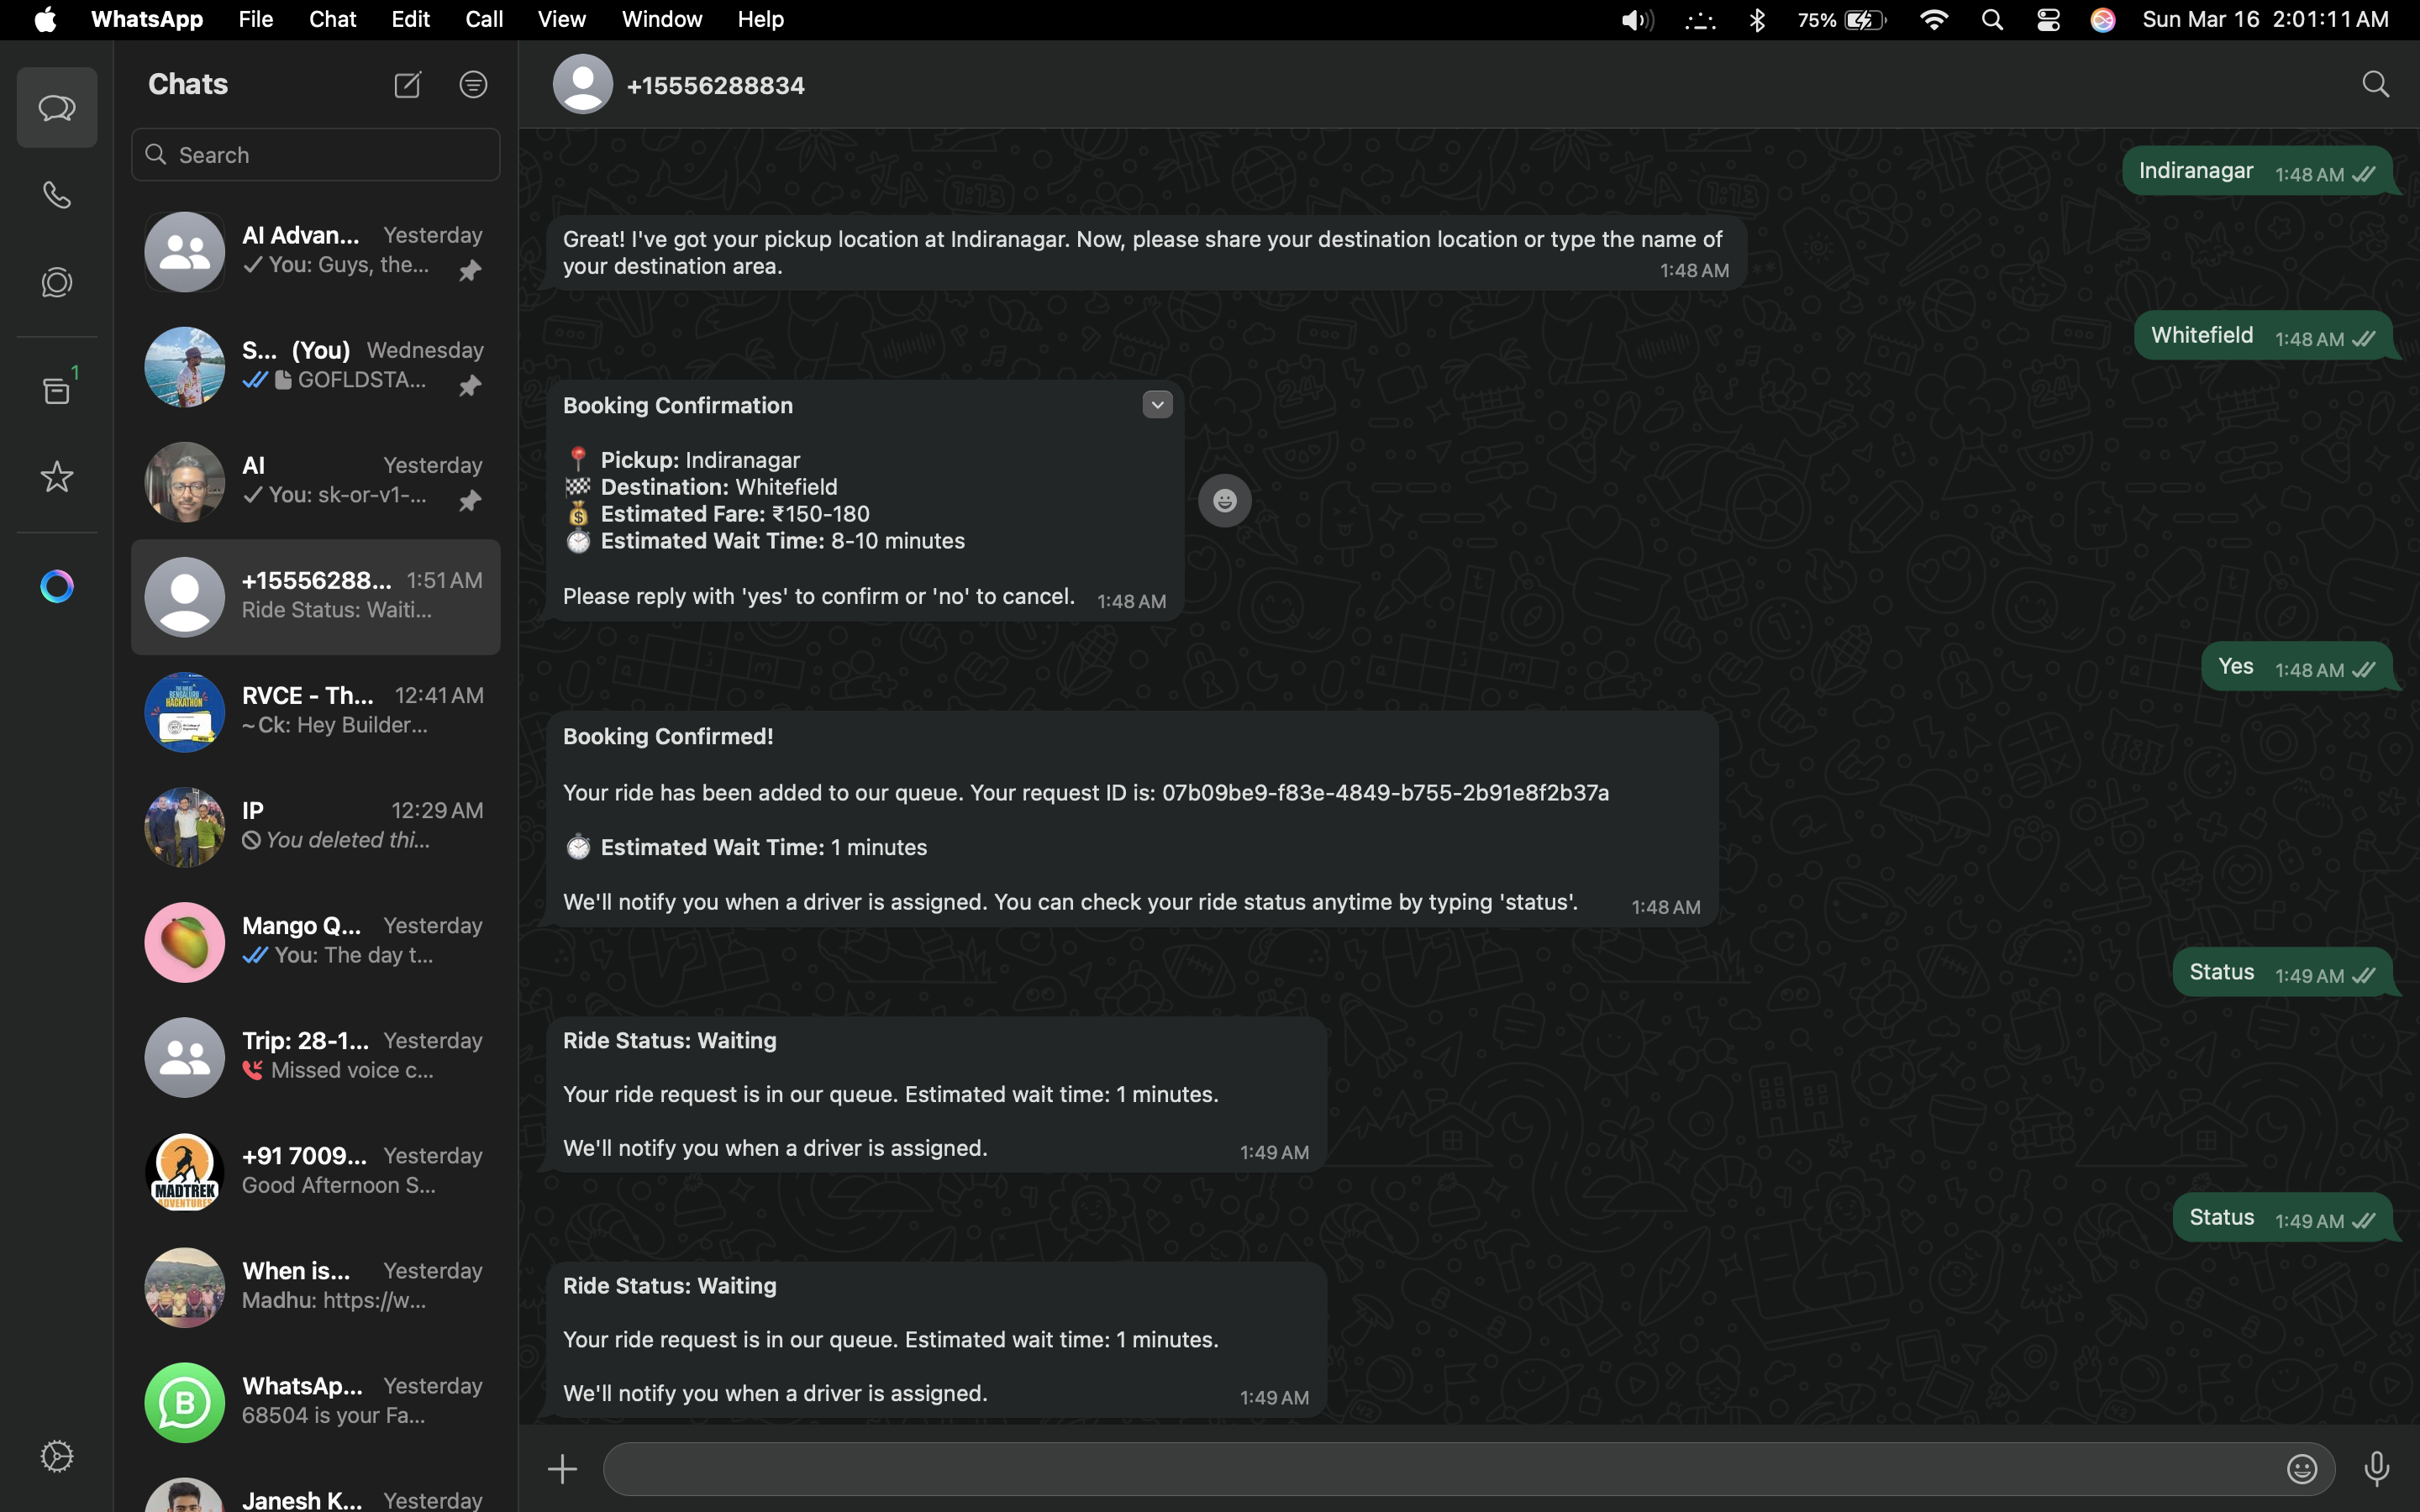 WhatsApp File Chat Edit Call View Window Help 75% Sun Mar 16 2:01:11 AM
Chats
Search
1
AI Advan... Yesterday
You: Guys, the...
S... (You) Wednesday
GOFLDSTA...
AI Yesterday
You: sk-or-v1-...
+15556288... 1:51 AM
Ride Status: Waiti...
RVCE - Th... 12:41 AM
~ Ck: Hey Builder...
IP 12:29 AM
You deleted thi...
Mango Q... Yesterday
You: The day t...
Trip: 28-1... Yesterday
Missed voice c...
+91 7009... Yesterday
Good Afternoon S...
MADTREK
ADVENTURES
When is... Yesterday
Madhu: https://w...
WhatsAp... Yesterday
68504 is your Fa...
Janesh K... Yesterday
+15556288834
Indiranagar 1:48 AM
Great! I've got your pickup location at Indiranagar. Now, please share your destination location or type the name of
your destination area. 1:48 AM
Whitefield 1:48 AM
Booking Confirmation
📍 Pickup: Indiranagar
🏁 Destination: Whitefield
💰 Estimated Fare: ₹150-180
⏱️ Estimated Wait Time: 8-10 minutes
Please reply with 'yes' to confirm or 'no' to cancel. 1:48 AM
Yes 1:48 AM
Booking Confirmed!
Your ride has been added to our queue. Your request ID is: 07b09be9-f83e-4849-b755-2b91e8f2b37a
⏱️ Estimated Wait Time: 1 minutes
We'll notify you when a driver is assigned. You can check your ride status anytime by typing 'status'. 1:48 AM
Status 1:49 AM
Ride Status: Waiting
Your ride request is in our queue. Estimated wait time: 1 minutes.
We'll notify you when a driver is assigned. 1:49 AM
Status 1:49 AM
Ride Status: Waiting
Your ride request is in our queue. Estimated wait time: 1 minutes.
We'll notify you when a driver is assigned. 1:49 AM